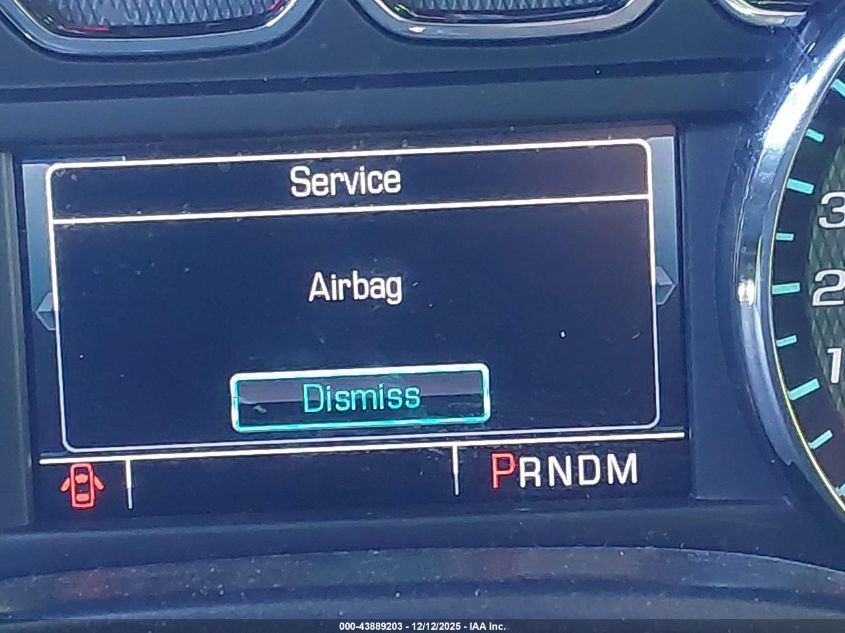 Service
Airbag
Dismiss
PRNDM
3
2
1
000-43889203 - 12/12/2025 - IAA Inc.